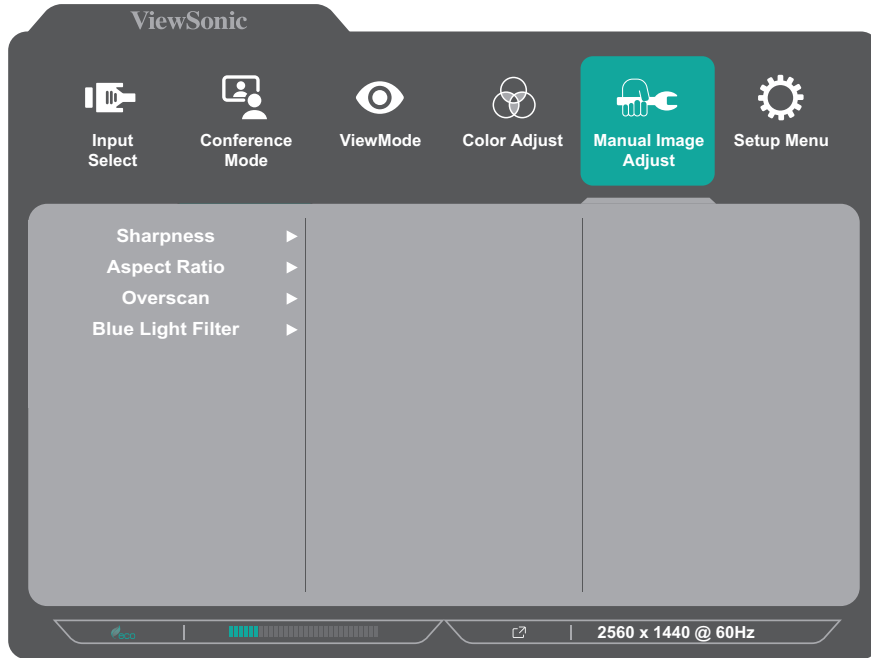 ViewSonic
Input
Select
Conference
Mode
ViewMode
Color Adjust
Manual Image
Adjust
Setup Menu
Sharpness
Aspect Ratio
Overscan
Blue Light Filter
eco
2560 x 1440 @ 60Hz